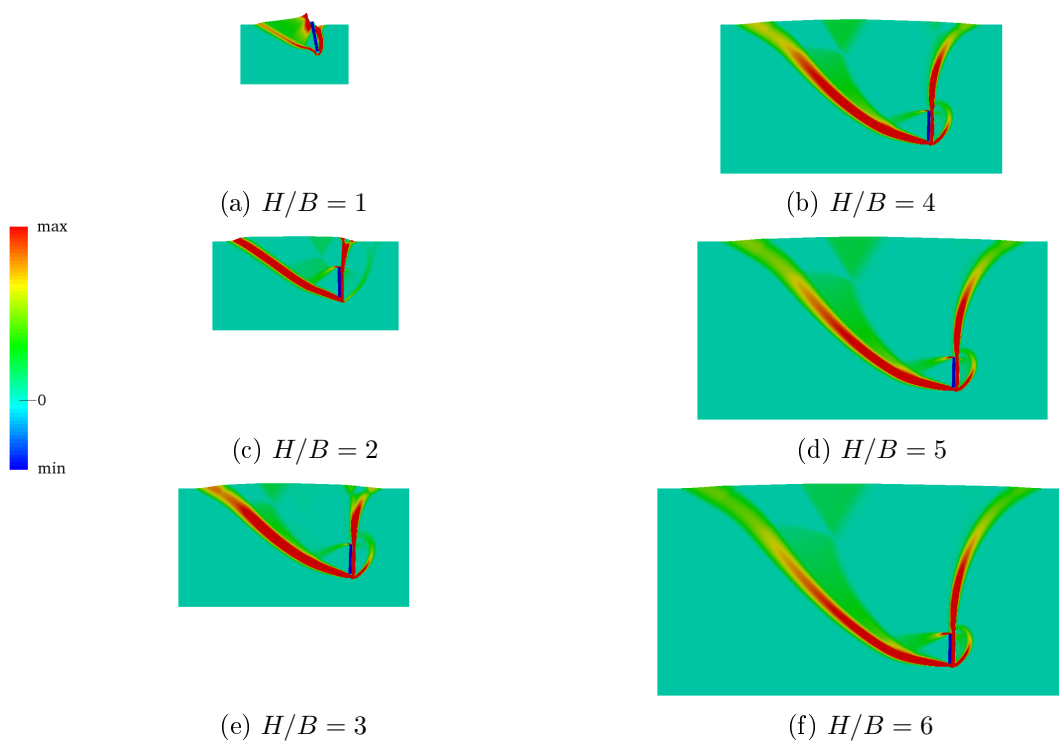 (a) H/B = 1
(b) H/B = 4
max
0
min
(c) H/B = 2
(d) H/B = 5
(e) H/B = 3
(f) H/B = 6